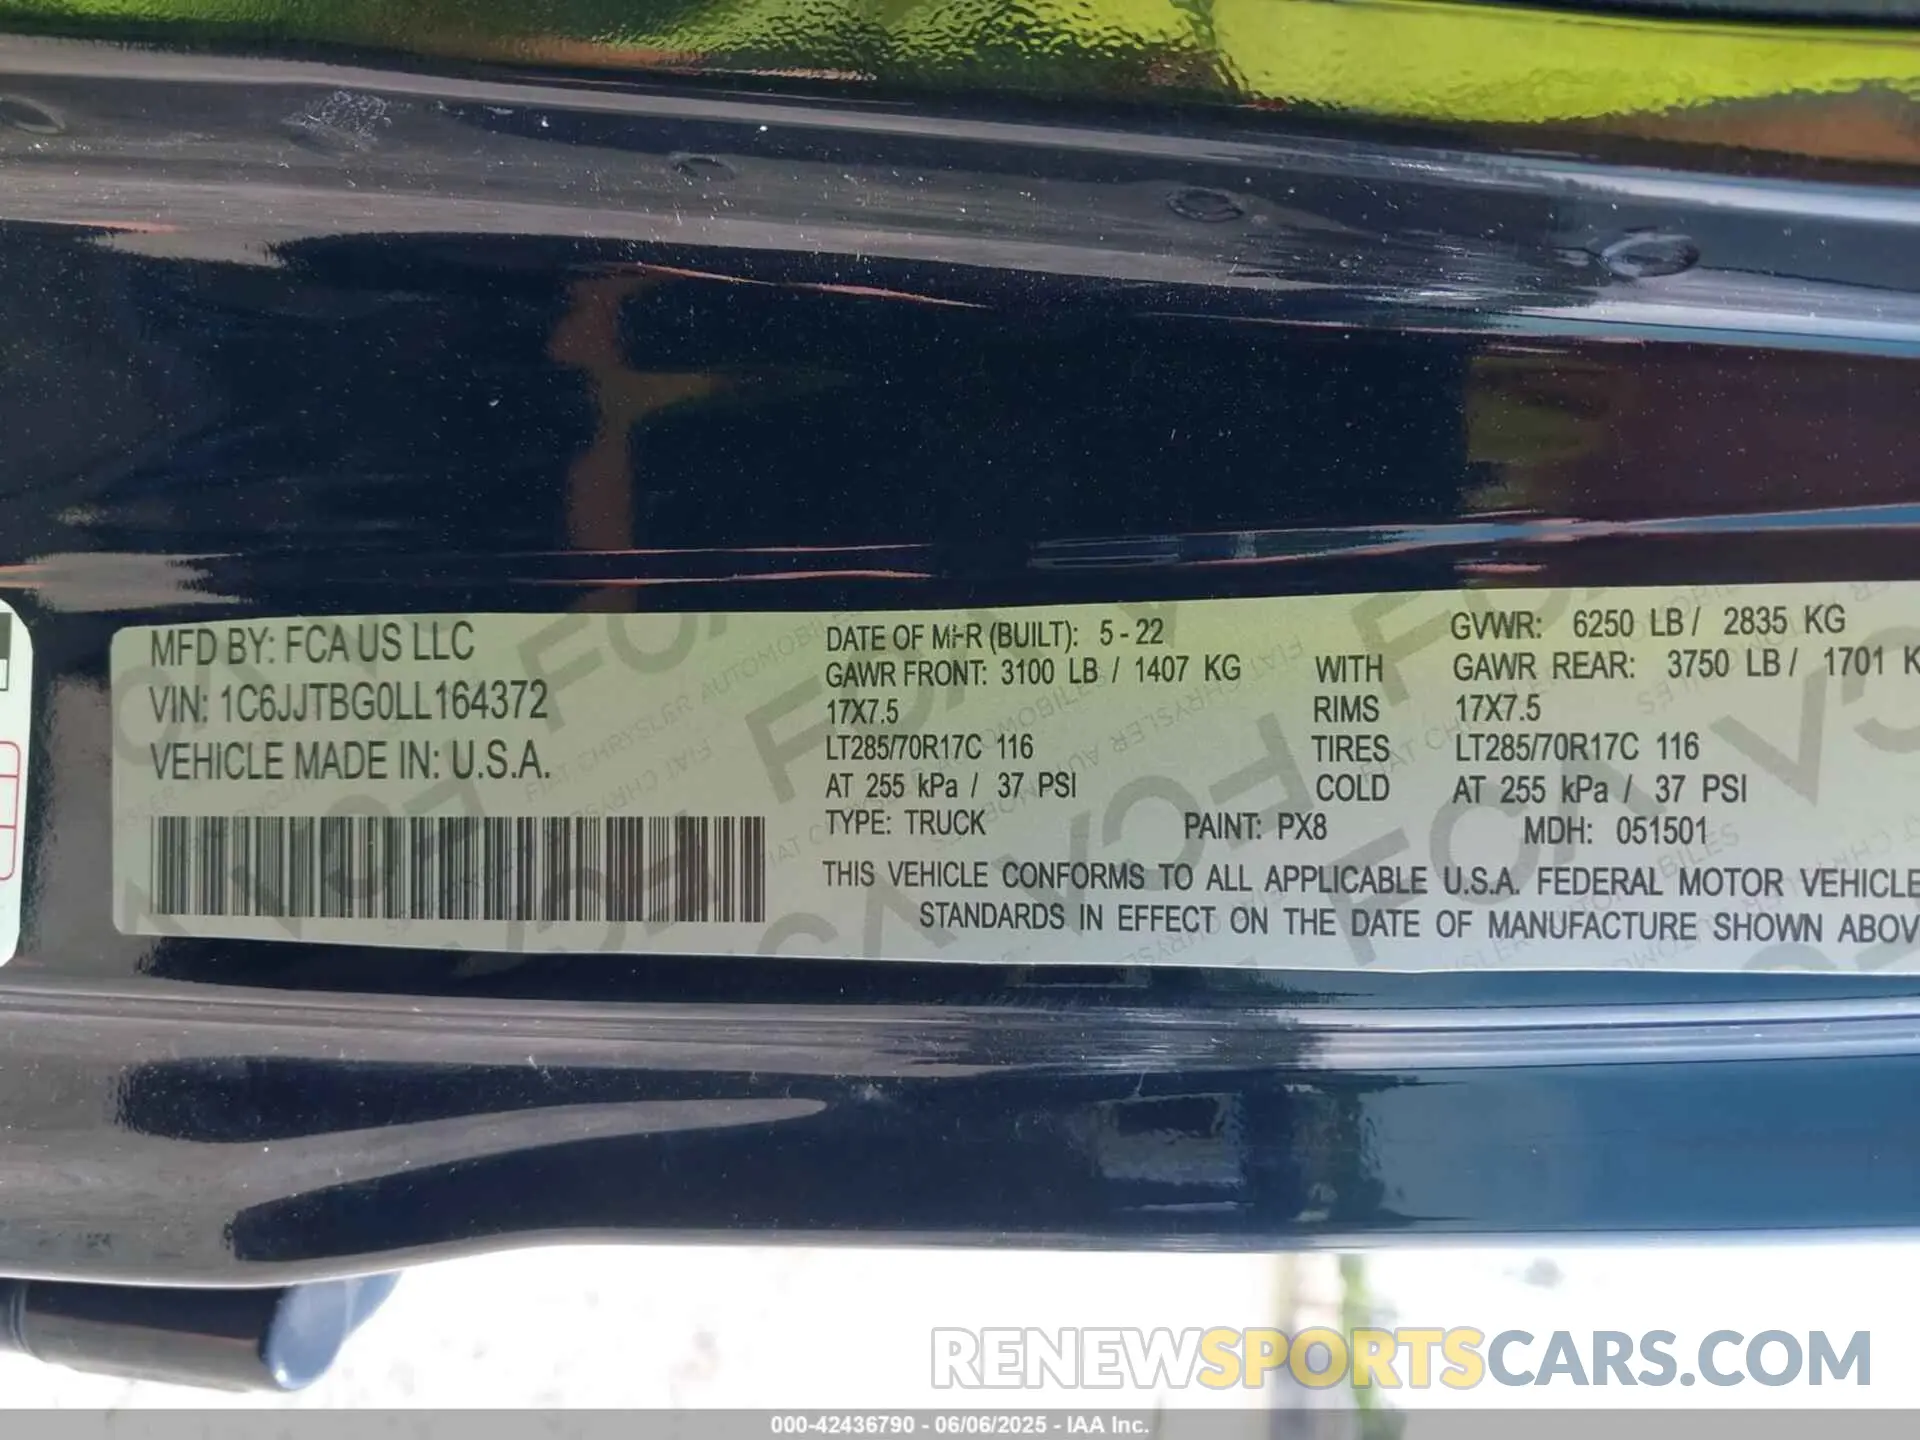 MFD BY: FCA US LLC
VIN: 1C6JJTBG0LL164372
VEHICLE MADE IN: U.S.A.
DATE OF MFR (BUILT): 5-22
GVWR: 6250 LB / 2835 KG
GAWR FRONT: 3100 LB / 1407 KG WITH GAWR REAR: 3750 LB / 1701 K
17X7.5 RIMS 17X7.5
LT285/70R17C 116 TIRES LT285/70R17C 116
AT 255 kPa / 37 PSI COLD AT 255 kPa / 37 PSI
TYPE: TRUCK PAINT: PX8 MDH: 051501
THIS VEHICLE CONFORMS TO ALL APPLICABLE U.S.A. FEDERAL MOTOR VEHICLE
STANDARDS IN EFFECT ON THE DATE OF MANUFACTURE SHOWN ABOV
RENEWSPORTSCARS.COM
000-42436790 - 06/06/2025 - IAA Inc.